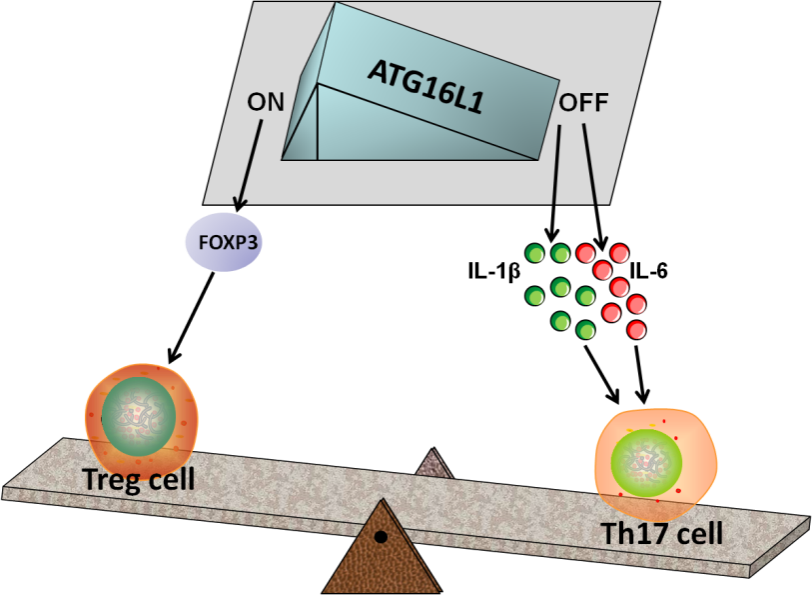 ATG16L1
ON
OFF
FOXP3
IL-1β
IL-6
Treg cell
Th17 cell